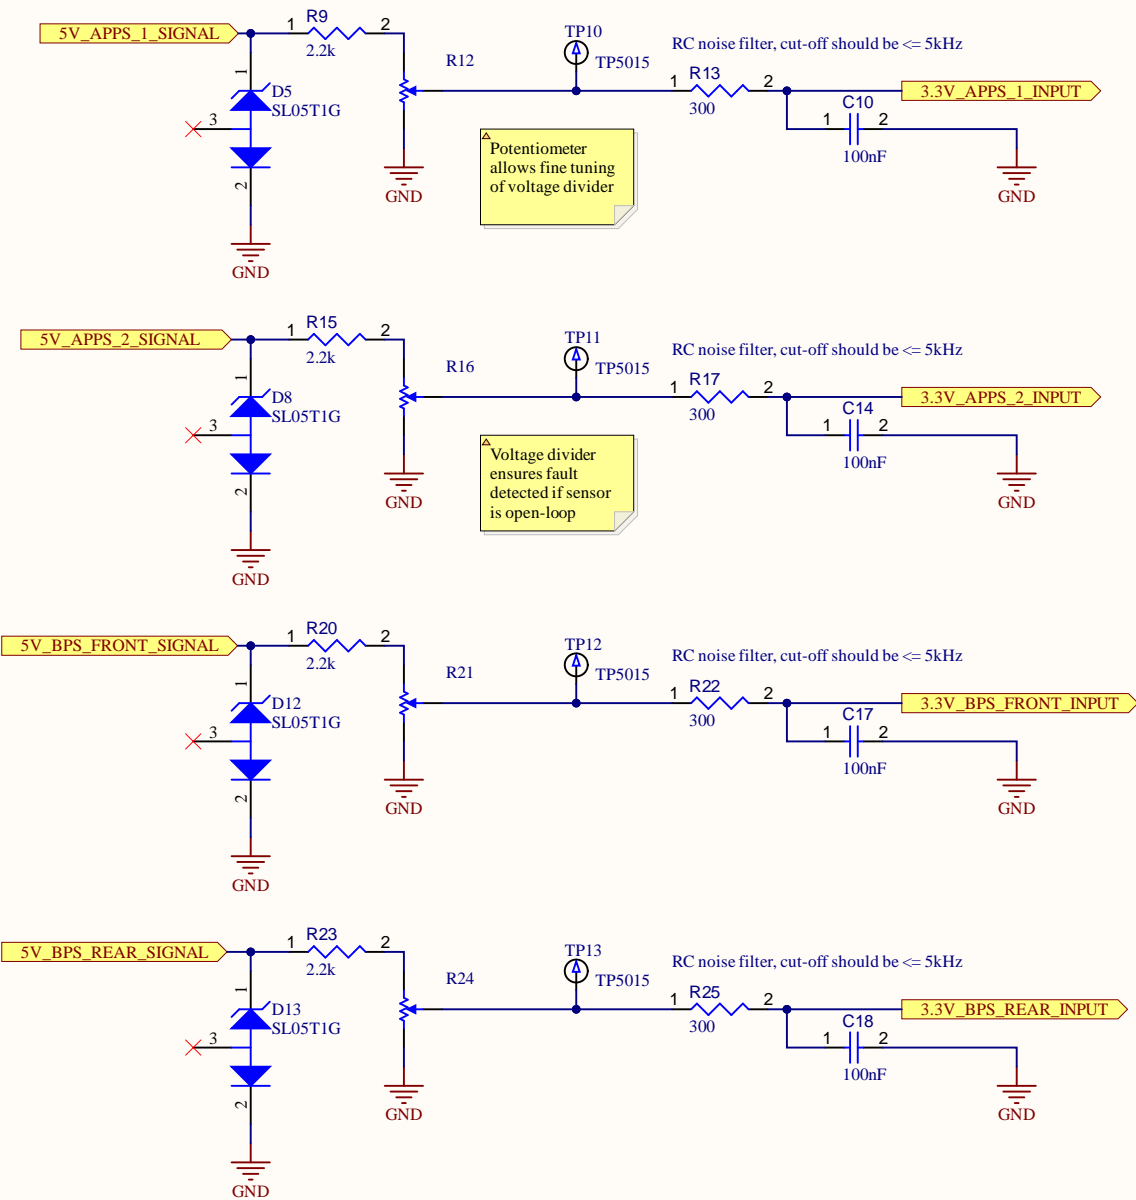 5V_APPS_1_SIGNAL
1 R9 2
2.2k
R12
TP10
TP5015
RC noise filter, cut-off should be <= 5kHz
1 R13 2
300
3.3V_APPS_1_INPUT
1
D5
SL05T1G
3
2
GND
GND
Potentiometer
allows fine tuning
of voltage divider
C10
1 2
100nF
GND
5V_APPS_2_SIGNAL
1 R15 2
2.2k
R16
TP11
TP5015
RC noise filter, cut-off should be <= 5kHz
1 R17 2
300
3.3V_APPS_2_INPUT
1
D8
SL05T1G
3
2
GND
GND
Voltage divider
ensures fault
detected if sensor
is open-loop
C14
1 2
100nF
GND
5V_BPS_FRONT_SIGNAL
1 R20 2
2.2k
R21
TP12
TP5015
RC noise filter, cut-off should be <= 5kHz
1 R22 2
300
3.3V_BPS_FRONT_INPUT
1
D12
SL05T1G
3
2
GND
GND
C17
1 2
100nF
GND
5V_BPS_REAR_SIGNAL
1 R23 2
2.2k
R24
TP13
TP5015
RC noise filter, cut-off should be <= 5kHz
1 R25 2
300
3.3V_BPS_REAR_INPUT
1
D13
SL05T1G
3
2
GND
GND
C18
1 2
100nF
GND